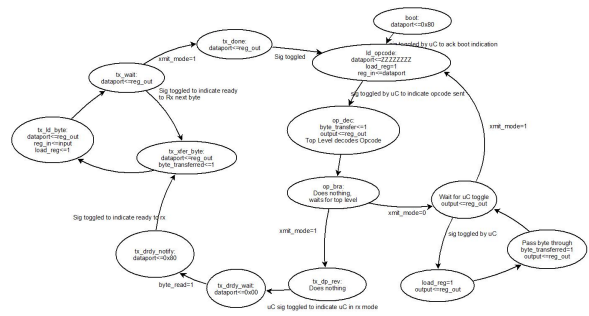 boot:
dataport<=0x80
toggled by uC to ack boot indication
tx_done:
dataport<=reg_out
Sig toggled
ld_opcode:
dataport<=ZZZZZZZZ
load_reg=1
reg_in<=dataport
xmit_mode=1
tx_wait:
dataport<=reg_out
Sig toggled to indicate ready
to Rx next byte
sig toggled by uC to indicate opcode sent
tx_ld_byte:
dataport<=reg_out
reg_in<=input
load_reg<=1
op_dec:
byte_transfer<=1
output<=reg_out
Top Level decodes Opcode
xmit_mode=1
tx_xfer_byte:
dataport<=reg_out
byte_transferred<=1
op_bra:
Does nothing,
waits for top level
Wait for uC toggle
output<=reg_out
xmit_mode=0
Sig toggled to indicate ready to rx
xmit_mode=1
sig toggled by uC
Pass byte through
byte_transferred=1
output<=reg_out
tx_drdy_notify:
dataport<=0x80
byte_read=1
tx_drdy_wait:
dataport<=0x00
tx_dp_rev:
Does nothing
load_reg=1
output<=reg_out
uC sig toggled to indicate uC in rx mode